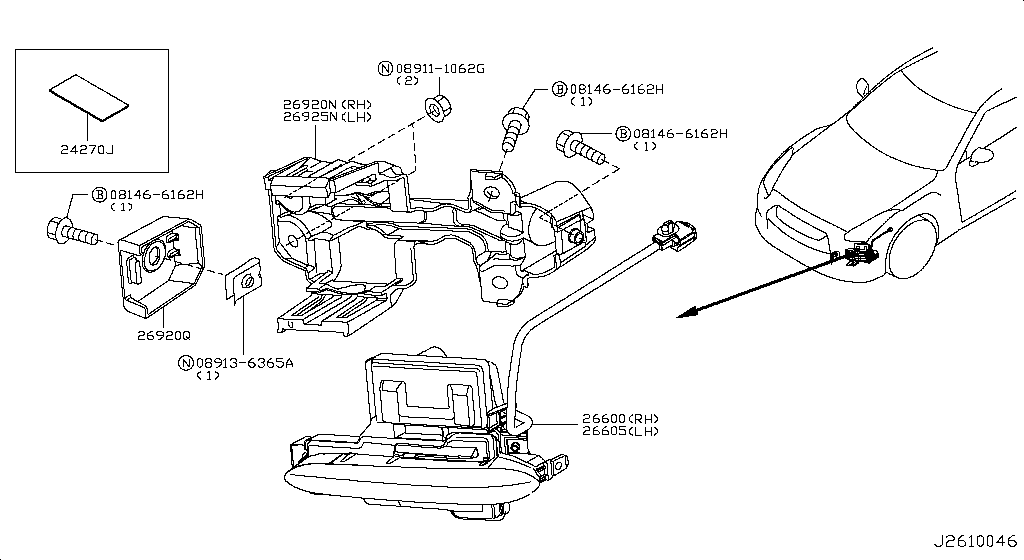 24270J
Ⓝ08911-1062G
(2)
26920N(RH)
26925N(LH)
Ⓑ08146-6162H
(1)
Ⓑ08146-6162H
(1)
Ⓑ08146-6162H
(1)
26920Q
Ⓝ08913-6365A
(1)
26600(RH)
26605(LH)
J2610046